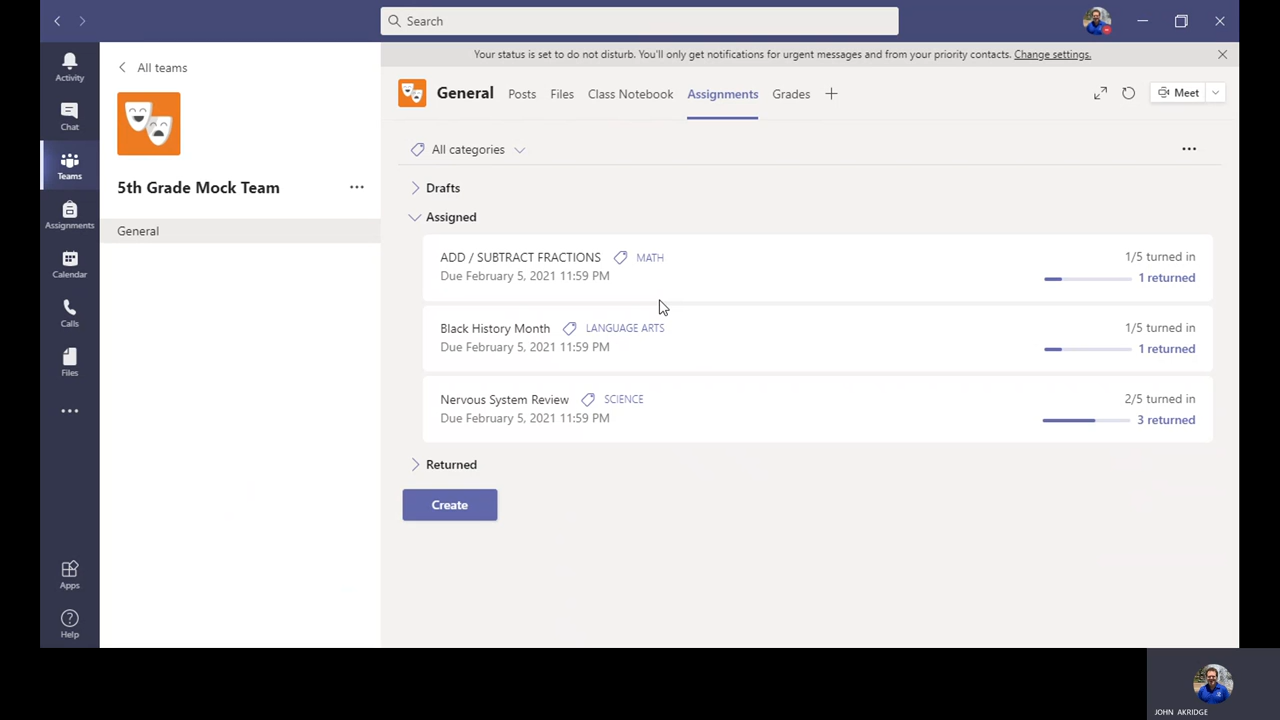 Search
Your status is set to do not disturb. You'll only get notifications for urgent messages and from your priority contacts. Change settings.
Activity
Chat
Teams
Assignments
Calendar
Calls
Files
Apps
Help
All teams
5th Grade Mock Team
General
General Posts Files Class Notebook Assignments Grades
Meet
All categories
Drafts
Assigned
ADD / SUBTRACT FRACTIONS MATH 1/5 turned in
Due February 5, 2021 11:59 PM 1 returned
Black History Month LANGUAGE ARTS 1/5 turned in
Due February 5, 2021 11:59 PM 1 returned
Nervous System Review SCIENCE 2/5 turned in
Due February 5, 2021 11:59 PM 3 returned
Returned
Create
JOHN AKRIDGE